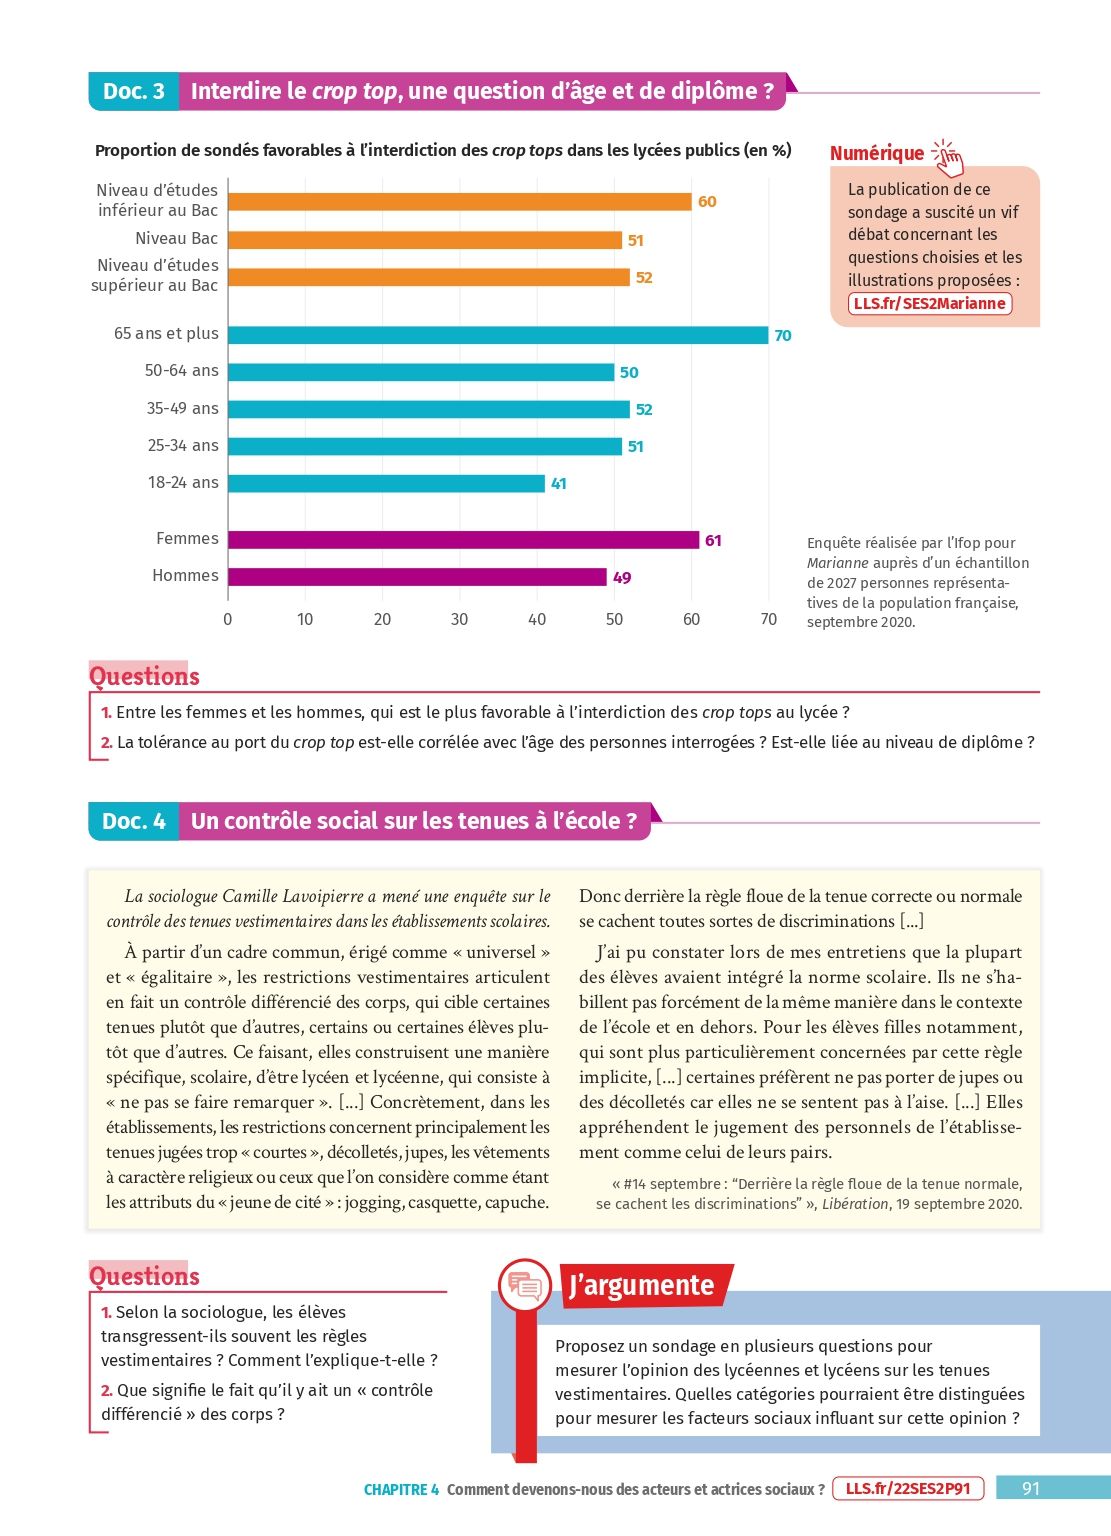 Doc. 3 Interdire le crop top, une question d’âge et de diplôme ?
Proportion de sondés favorables à l’interdiction des crop tops dans les lycées publics (en %)
Niveau d’études
inférieur au Bac
60
Niveau Bac
51
Niveau d’études
supérieur au Bac
52
65 ans et plus
70
50-64 ans
50
35-49 ans
52
25-34 ans
51
18-24 ans
41
Femmes
61
Hommes
49
0 10 20 30 40 50 60 70
Numérique
La publication de ce
sondage a suscité un vif
débat concernant les
questions choisies et les
illustrations proposées :
LLS.fr/SES2Marianne
Enquête réalisée par l’Ifop pour
Marianne auprès d’un échantillon
de 2027 personnes représenta-
tives de la population française,
septembre 2020.
Questions
1. Entre les femmes et les hommes, qui est le plus favorable à l’interdiction des crop tops au lycée ?
2. La tolérance au port du crop top est-elle corrélée avec l’âge des personnes interrogées ? Est-elle liée au niveau de diplôme ?
Doc. 4 Un contrôle social sur les tenues à l’école ?
La sociologue Camille Lavoipierre a mené une enquête sur le
contrôle des tenues vestimentaires dans les établissements scolaires.
À partir d’un cadre commun, érigé comme « universel »
et « égalitaire », les restrictions vestimentaires articulent
en fait un contrôle différencié des corps, qui cible certaines
tenues plutôt que d’autres, certains ou certaines élèves plu-
tôt que d’autres. Ce faisant, elles construisent une manière
spécifique, scolaire, d’être lycéen et lycéenne, qui consiste à
« ne pas se faire remarquer ». [...] Concrètement, dans les
établissements, les restrictions concernent principalement les
tenues jugées trop « courtes », décolletés, jupes, les vêtements
à caractère religieux ou ceux que l’on considère comme étant
les attributs du « jeune de cité » : jogging, casquette, capuche.
Donc derrière la règle floue de la tenue correcte ou normale
se cachent toutes sortes de discriminations [...]
J’ai pu constater lors de mes entretiens que la plupart
des élèves avaient intégré la norme scolaire. Ils ne s’ha-
billent pas forcément de la même manière dans le contexte
de l’école et en dehors. Pour les élèves filles notamment,
qui sont plus particulièrement concernées par cette règle
implicite, [...] certaines préfèrent ne pas porter de jupes ou
des décolletés car elles ne se sentent pas à l’aise. [...] Elles
appréhendent le jugement des personnels de l’établisse-
ment comme celui de leurs pairs.
« #14 septembre : “Derrière la règle floue de la tenue normale,
se cachent les discriminations” », Libération, 19 septembre 2020.
Questions
1. Selon la sociologue, les élèves
transgressent-ils souvent les règles
vestimentaires ? Comment l’explique-t-elle ?
2. Que signifie le fait qu’il y ait un « contrôle
différencié » des corps ?
J’argumente
Proposez un sondage en plusieurs questions pour
mesurer l’opinion des lycéennes et lycéens sur les tenues
vestimentaires. Quelles catégories pourraient être distinguées
pour mesurer les facteurs sociaux influant sur cette opinion ?
CHAPITRE 4 Comment devenons-nous des acteurs et actrices sociaux ? LLS.fr/22SES2P91 91